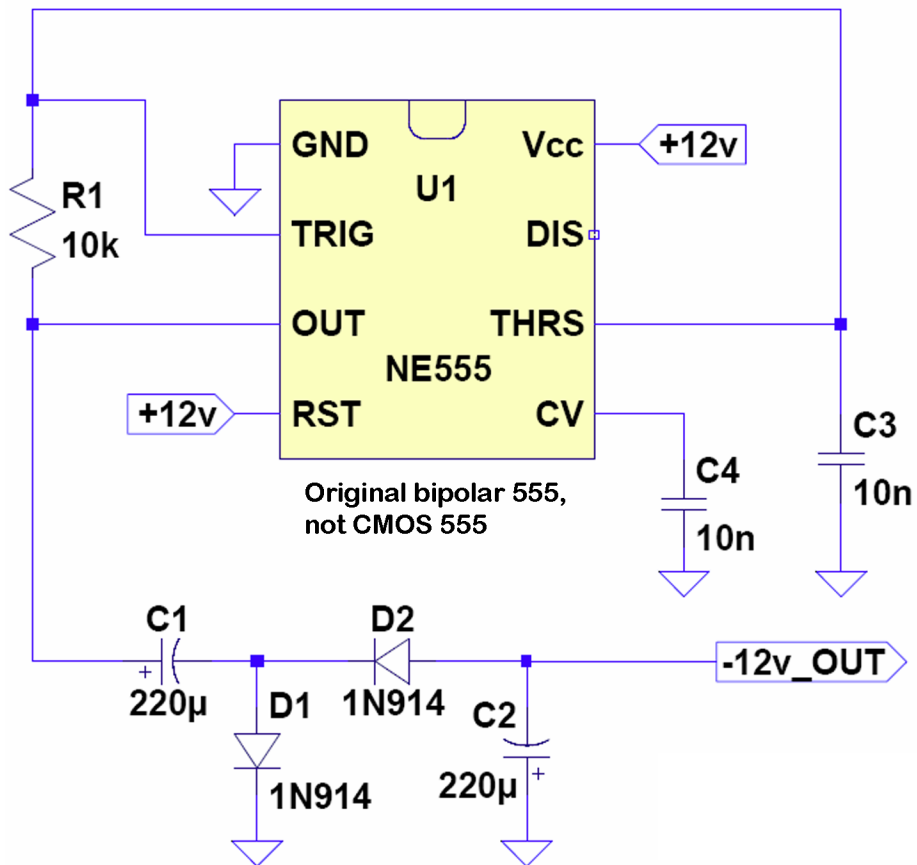 GND
Vcc
+12v
U1
R1
10k
TRIG
DIS
OUT
THRS
NE555
+12v
RST
CV
C3
10n
C4
10n
Original bipolar 555,
not CMOS 555
C1
+
220µ
D2
1N914
-12v_OUT
D1
1N914
C2
220µ
+